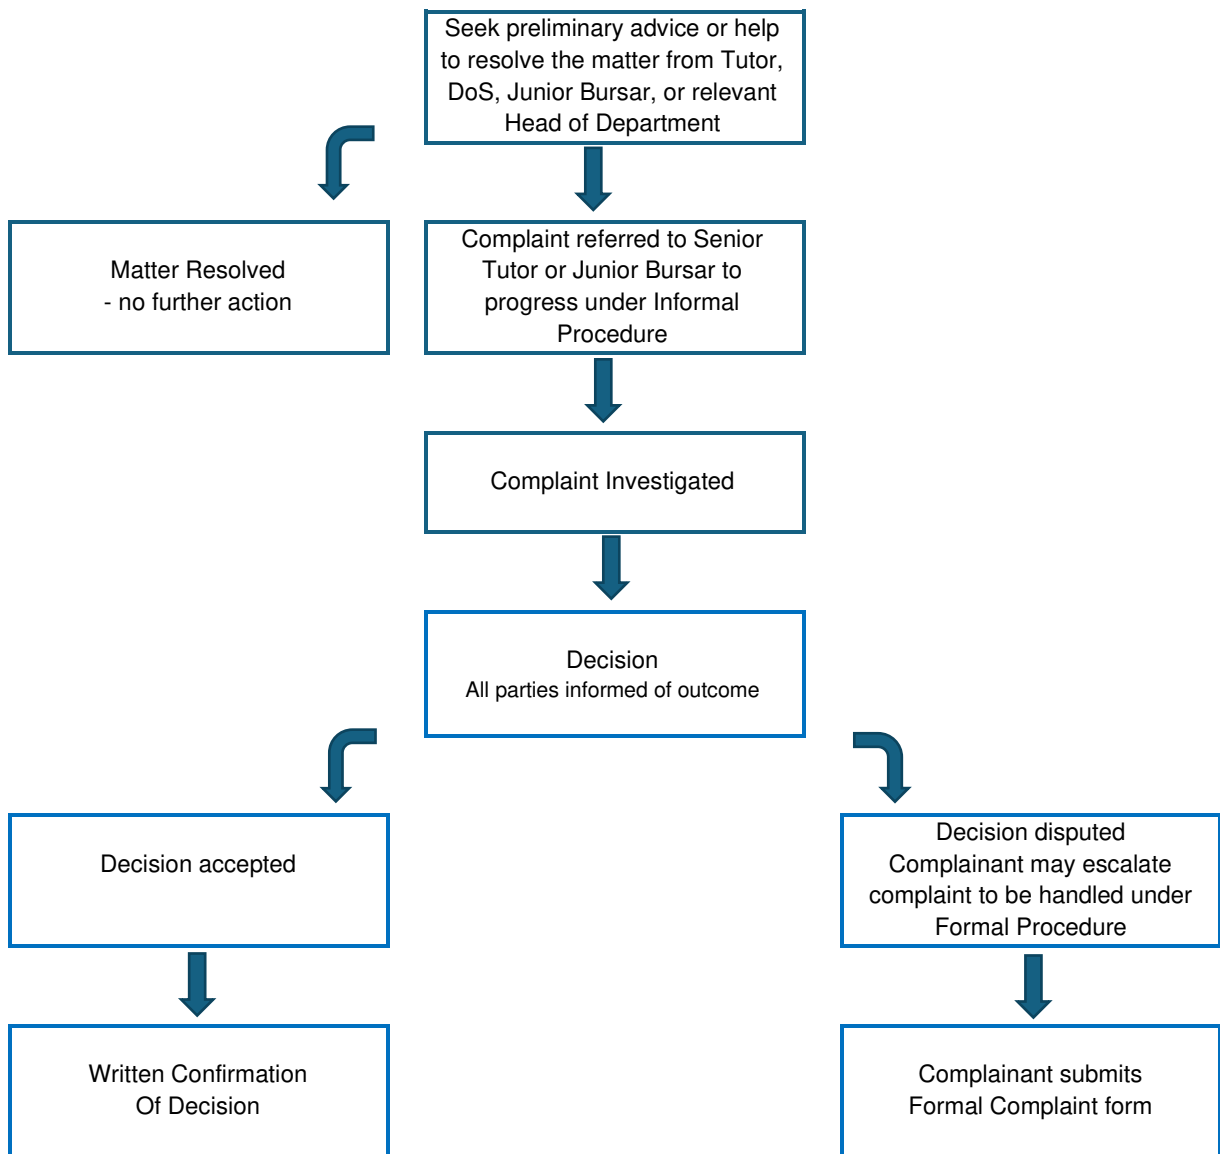 Seek preliminary advice or help
to resolve the matter from Tutor,
DoS, Junior Bursar, or relevant
Head of Department
Matter Resolved
- no further action
Complaint referred to Senior
Tutor or Junior Bursar to
progress under Informal
Procedure
Complaint Investigated
Decision
All parties informed of outcome
Decision accepted
Decision disputed
Complainant may escalate
complaint to be handled under
Formal Procedure
Written Confirmation
Of Decision
Complainant submits
Formal Complaint form